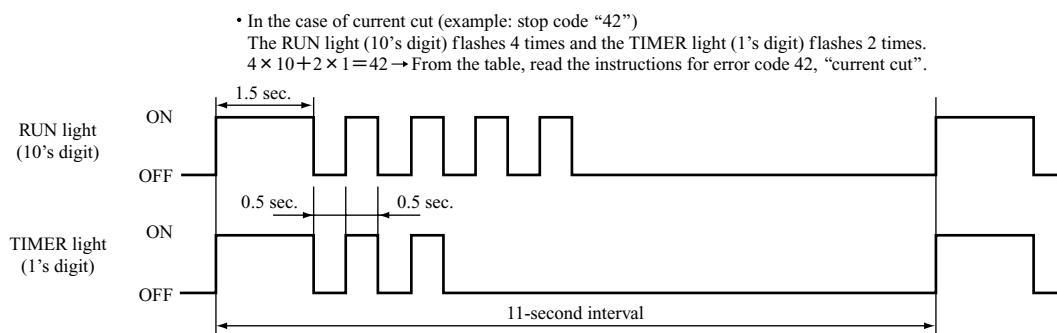 • In the case of current cut (example: stop code “42”)
The RUN light (10’s digit) flashes 4 times and the TIMER light (1’s digit) flashes 2 times.
4×10+2×1=42→From the table, read the instructions for error code 42, “current cut”.
1.5 sec.
ON
RUN light
(10’s digit)
OFF
0.5 sec.
0.5 sec.
ON
TIMER light
(1’s digit)
OFF
11-second interval